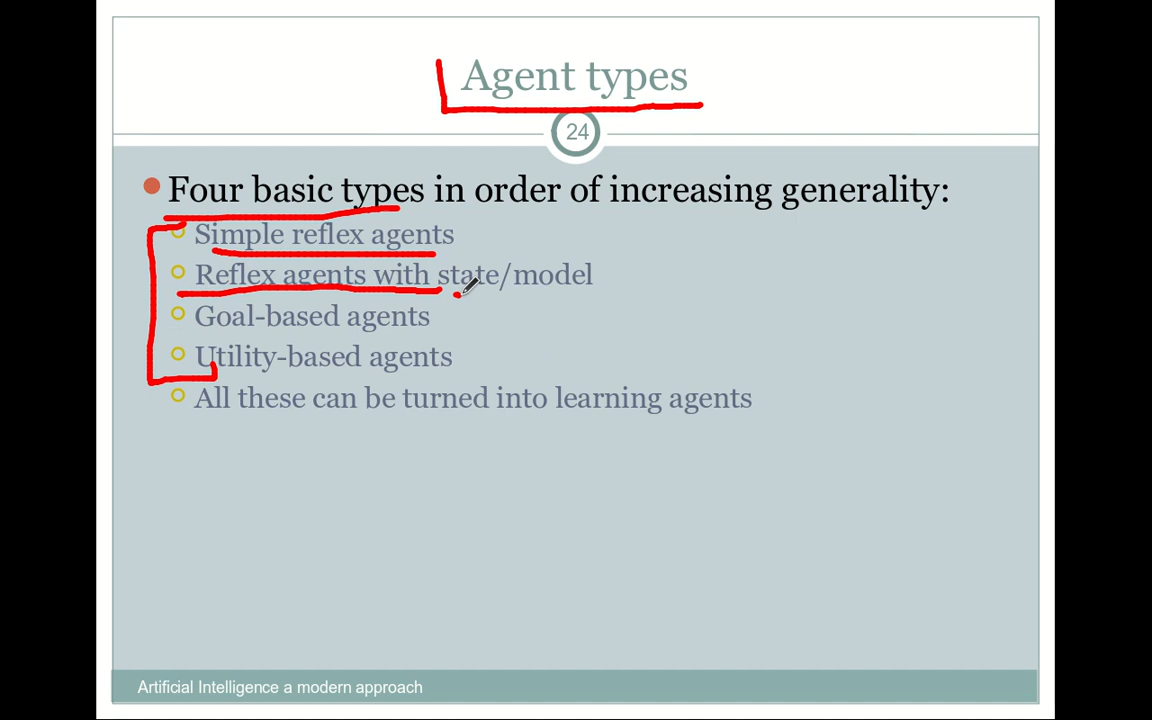 Agent types
24
Four basic types in order of increasing generality:
Simple reflex agents
Reflex agents with state/model
Goal-based agents
Utility-based agents
All these can be turned into learning agents
Artificial Intelligence a modern approach